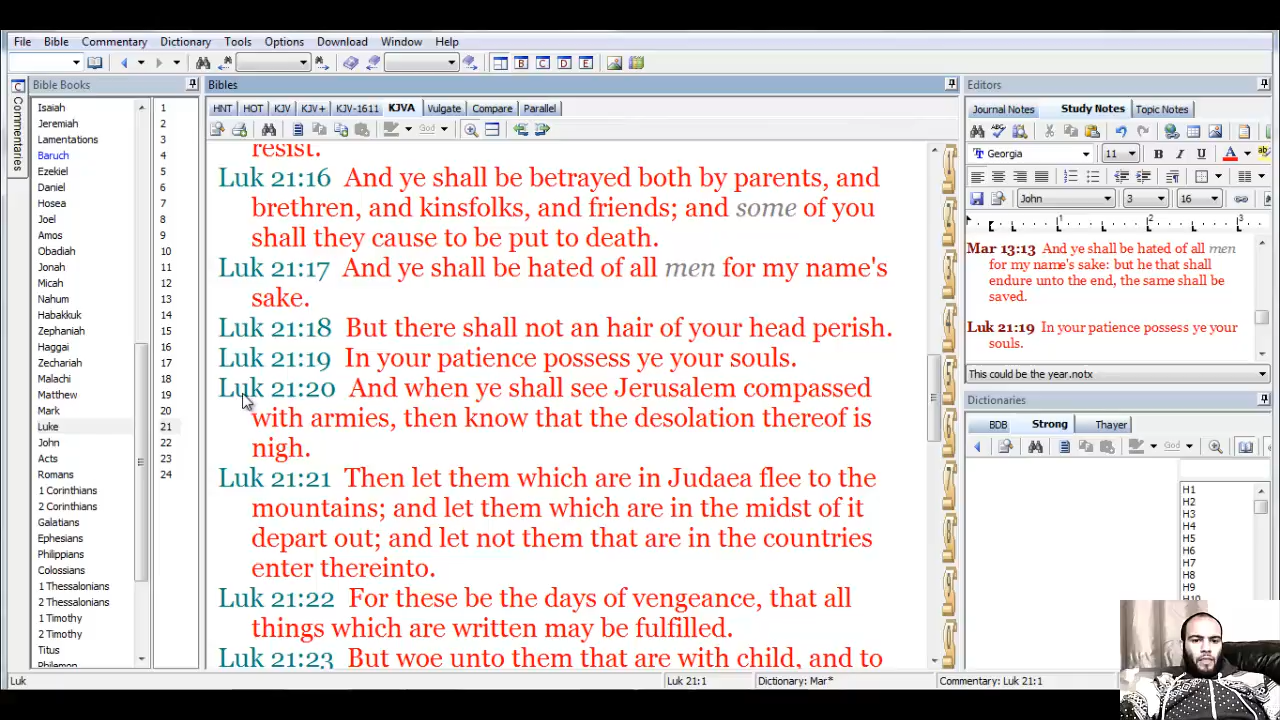 File Bible Commentary Dictionary Tools Options Download Window Help
B C D E
Commentaries
Bible Books
Isaiah
Jeremiah
Lamentations
Baruch
Ezekiel
Daniel
Hosea
Joel
Amos
Obadiah
Jonah
Micah
Nahum
Habakkuk
Zephaniah
Haggai
Zechariah
Malachi
Matthew
Mark
Luke
John
Acts
Romans
1 Corinthians
2 Corinthians
Galatians
Ephesians
Philippians
Colossians
1 Thessalonians
2 Thessalonians
1 Timothy
2 Timothy
Titus
Philemon
1
2
3
4
5
6
7
8
9
10
11
12
13
14
15
16
17
18
19
20
21
22
23
24
Bibles
HNT HOT KJV KJV+ KJV-1611 KJVA Vulgate Compare Parallel
God
resist.
Luk 21:16 And ye shall be betrayed both by parents, and
brethren, and kinsfolks, and friends; and some of you
shall they cause to be put to death.
Luk 21:17 And ye shall be hated of all men for my name's
sake.
Luk 21:18 But there shall not an hair of your head perish.
Luk 21:19 In your patience possess ye your souls.
Luk 21:20 And when ye shall see Jerusalem compassed
with armies, then know that the desolation thereof is
nigh.
Luk 21:21 Then let them which are in Judaea flee to the
mountains; and let them which are in the midst of it
depart out; and let not them that are in the countries
enter thereinto.
Luk 21:22 For these be the days of vengeance, that all
things which are written may be fulfilled.
Luk 21:23 But woe unto them that are with child, and to
Editors
Journal Notes Study Notes Topic Notes
Georgia 11 B I U A ab
John 3 16
1 2 3
Mar 13:13 And ye shall be hated of all men
for my name's sake: but he that shall
endure unto the end, the same shall be
saved.
Luk 21:19 In your patience possess ye your
souls.
This could be the year.notx
Dictionaries
BDB Strong Thayer
God
H1
H2
H3
H4
H5
H6
H7
H8
H9
H10
Luk Luk 21:1 Dictionary: Mar* Commentary: Luk 21:1